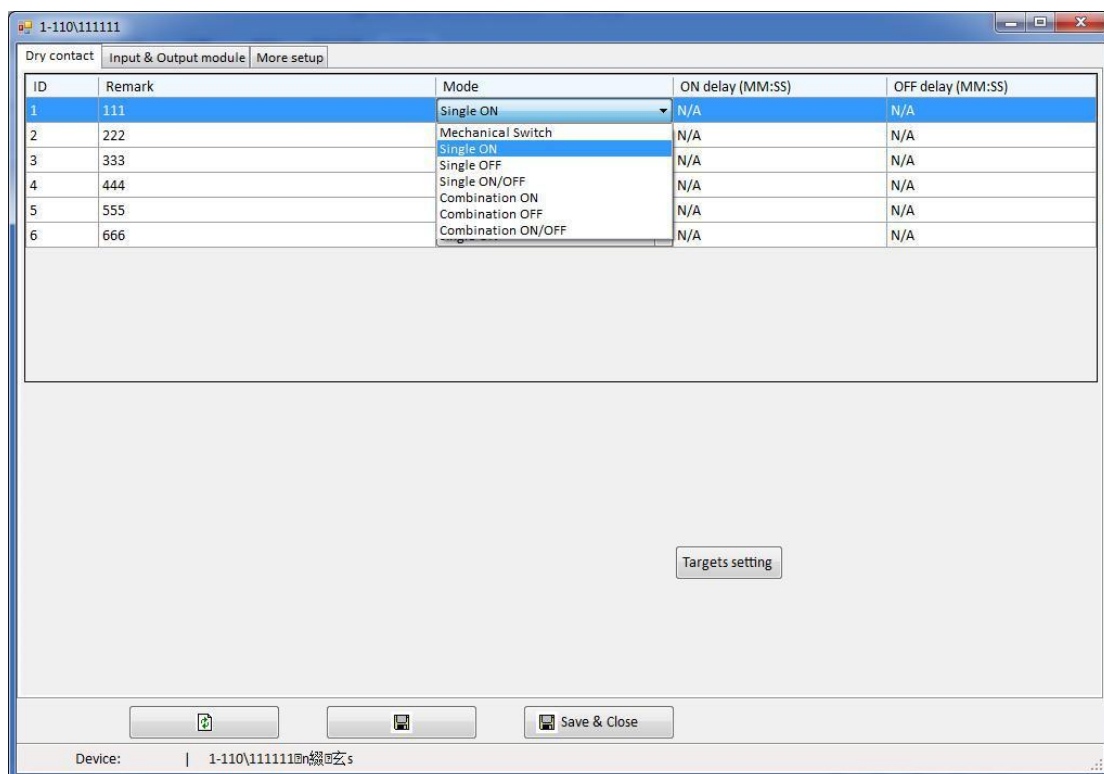 1-110\111111
Dry contact Input & Output module More setup
ID Remark Mode ON delay (MM:SS) OFF delay (MM:SS)
1 111 Single ON N/A N/A
2 222 N/A N/A
3 333 N/A N/A
4 444 N/A N/A
5 555 N/A N/A
6 666 N/A N/A
Mechanical Switch
Single ON
Single OFF
Single ON/OFF
Combination ON
Combination OFF
Combination ON/OFF
Targets setting
Save & Close
Device: | 1-110\111111